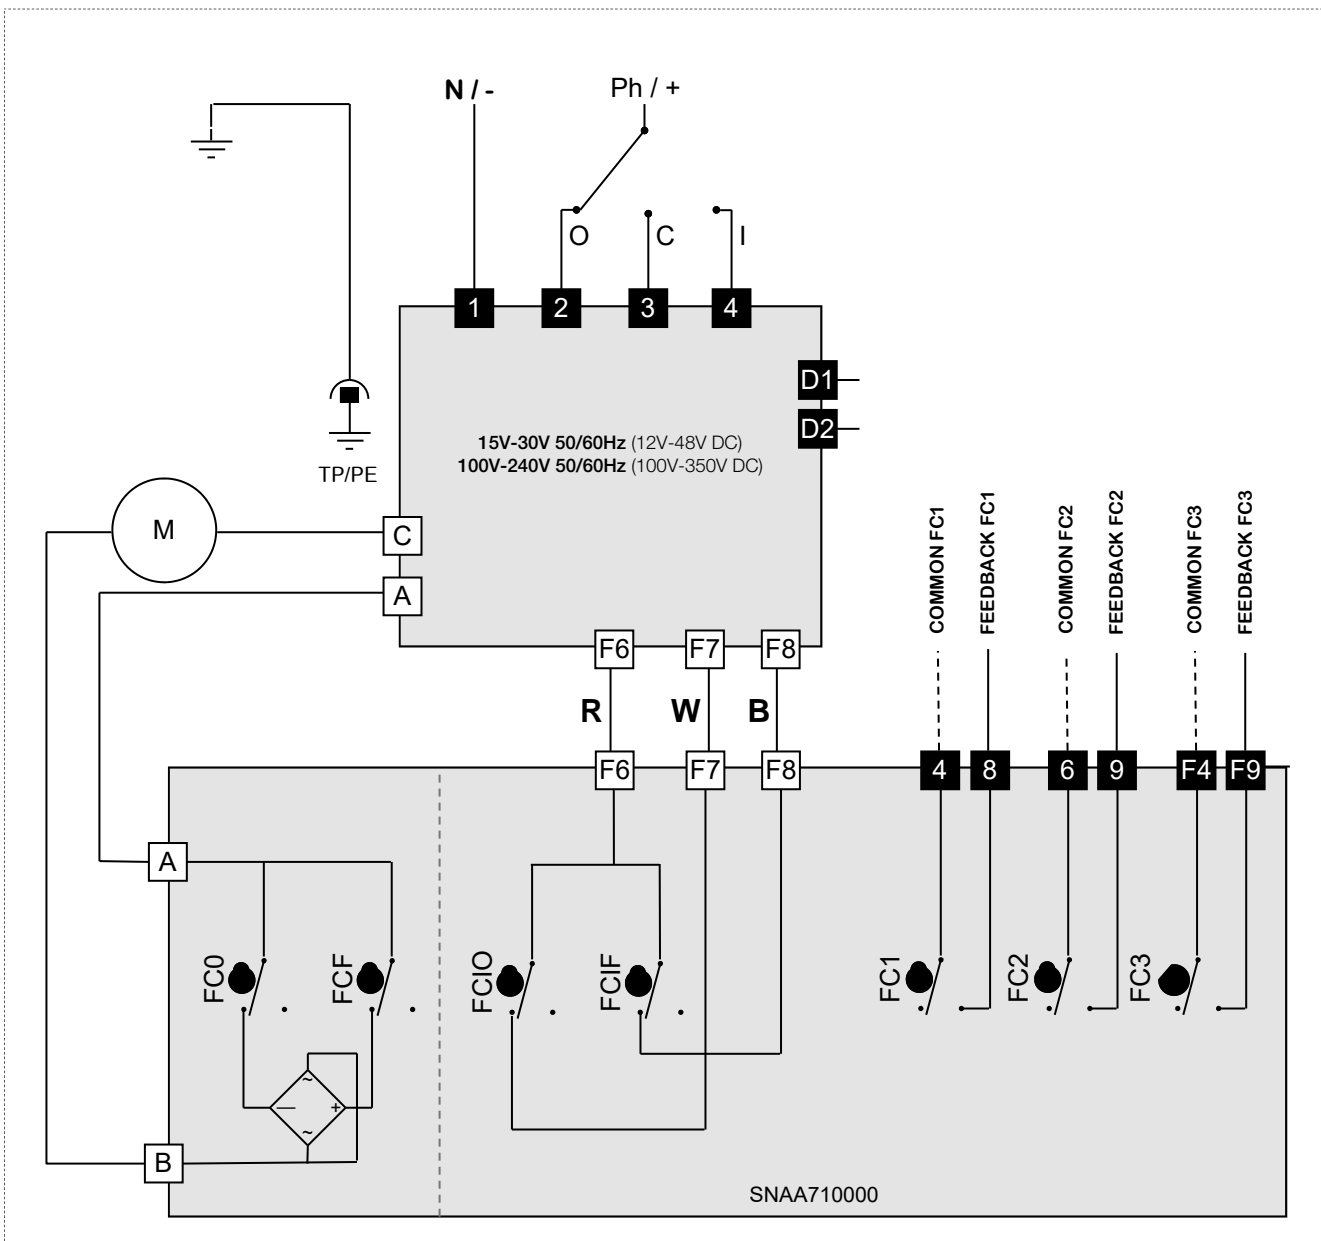 N / -
Ph / +
O
C
I
1
2
3
4
D1
D2
15V-30V 50/60Hz (12V-48V DC)
100V-240V 50/60Hz (100V-350V DC)
TP/PE
M
C
A
COMMON FC1
FEEDBACK FC1
COMMON FC2
FEEDBACK FC2
COMMON FC3
FEEDBACK FC3
F6
F7
F8
R
W
B
F6
F7
F8
4
8
6
9
F4
F9
A
FC0
FCF
FCIO
FCIF
FC1
FC2
FC3
~
— +
~
B
SNAA710000